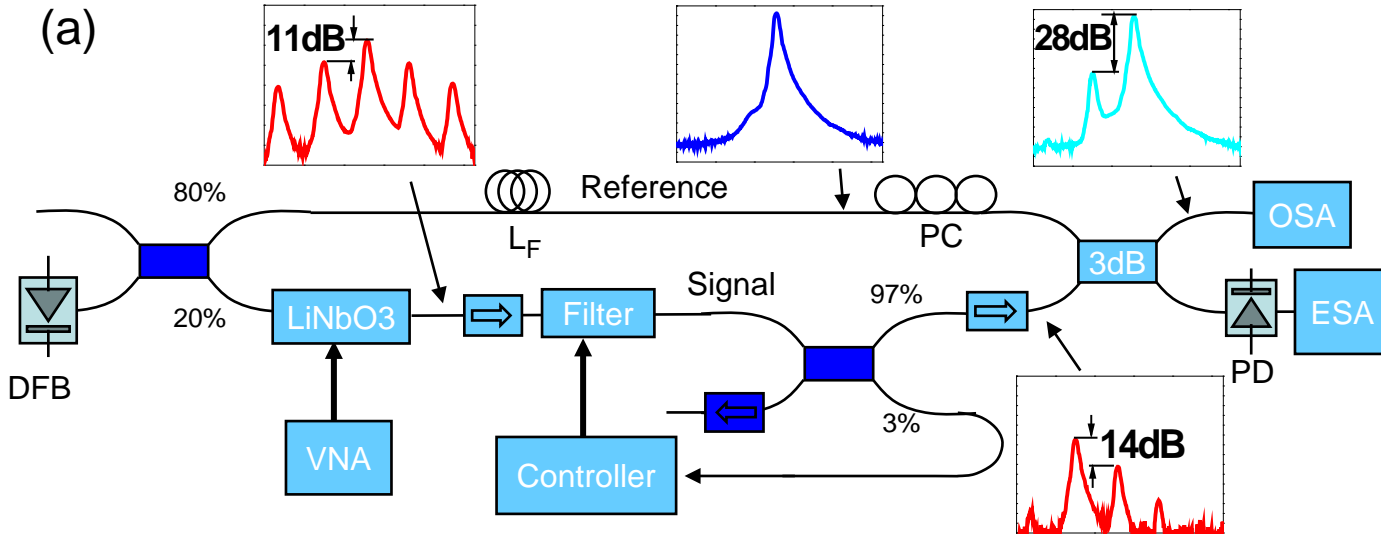 (a)
11dB
28dB
80%
Reference
L_F
PC
OSA
3dB
Signal
97%
20%
LiNbO3
Filter
ESA
DFB
PD
3%
14dB
VNA
Controller